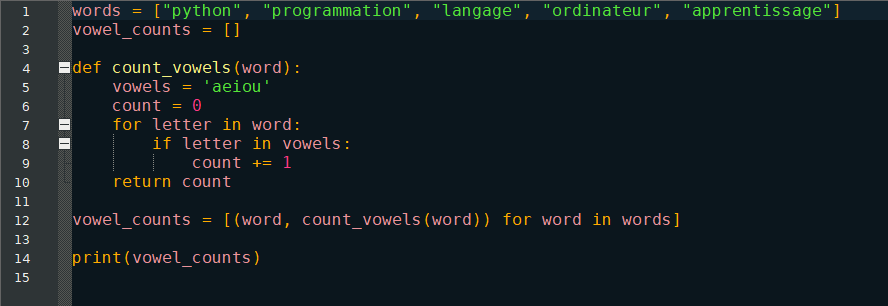 1 words = ["python", "programmation", "langage", "ordinateur", "apprentissage"]
2 vowel_counts = []
3
4 def count_vowels(word):
5     vowels = 'aeiou'
6     count = 0
7     for letter in word:
8         if letter in vowels:
9             count += 1
10     return count
11
12 vowel_counts = [(word, count_vowels(word)) for word in words]
13
14 print(vowel_counts)
15